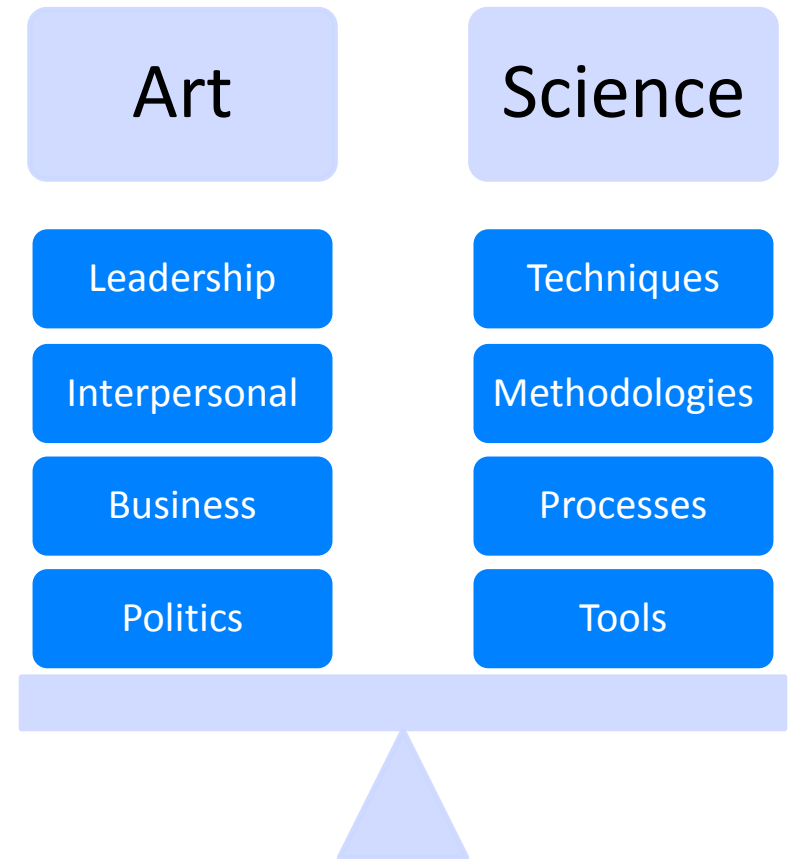 Art
Science
Leadership
Techniques
Interpersonal
Methodologies
Business
Processes
Politics
Tools